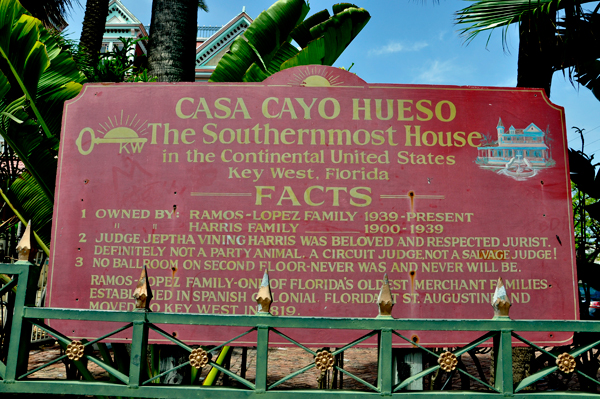 CASA CAYO HUESO
KW
The Southernmost House
in the Continental United States
Key West, Florida
FACTS
1 OWNED BY: RAMOS-LOPEZ FAMILY 1939-PRESENT
" " HARRIS FAMILY 1900-1939
2 JUDGE JEPTHA VINING HARRIS WAS BELOVED AND RESPECTED JURIST.
DEFINITELY NOT A PARTY ANIMAL. A CIRCUIT JUDGE.NOT A SALVAGE JUDGE!
3 NO BALLROOM ON SECOND FLOOR-NEVER WAS AND NEVER WILL BE.
RAMOS-LOPEZ FAMILY-ONE OF FLORIDA'S OLDEST MERCHANT FAMILIES
ESTABLISHED IN SPANISH COLONIAL FLORIDA ST. AUGUSTINE AND
MOVED TO KEY WEST IN 1819.